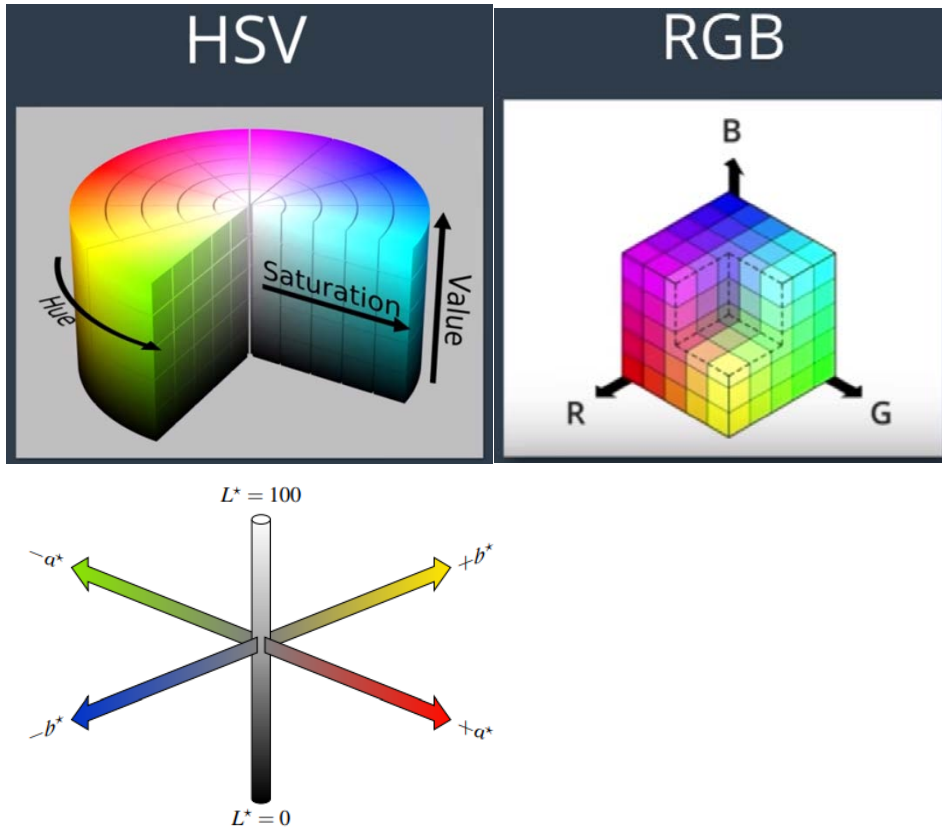 HSV
Hue
Saturation
Value
RGB
B
R
G
L⋆ = 100
−a⋆
+b⋆
−b⋆
+a⋆
L⋆ = 0